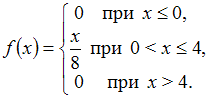 0 при x ≤ 0,
f(x) = { x/8 при 0 < x ≤ 4,
0 при x > 4.